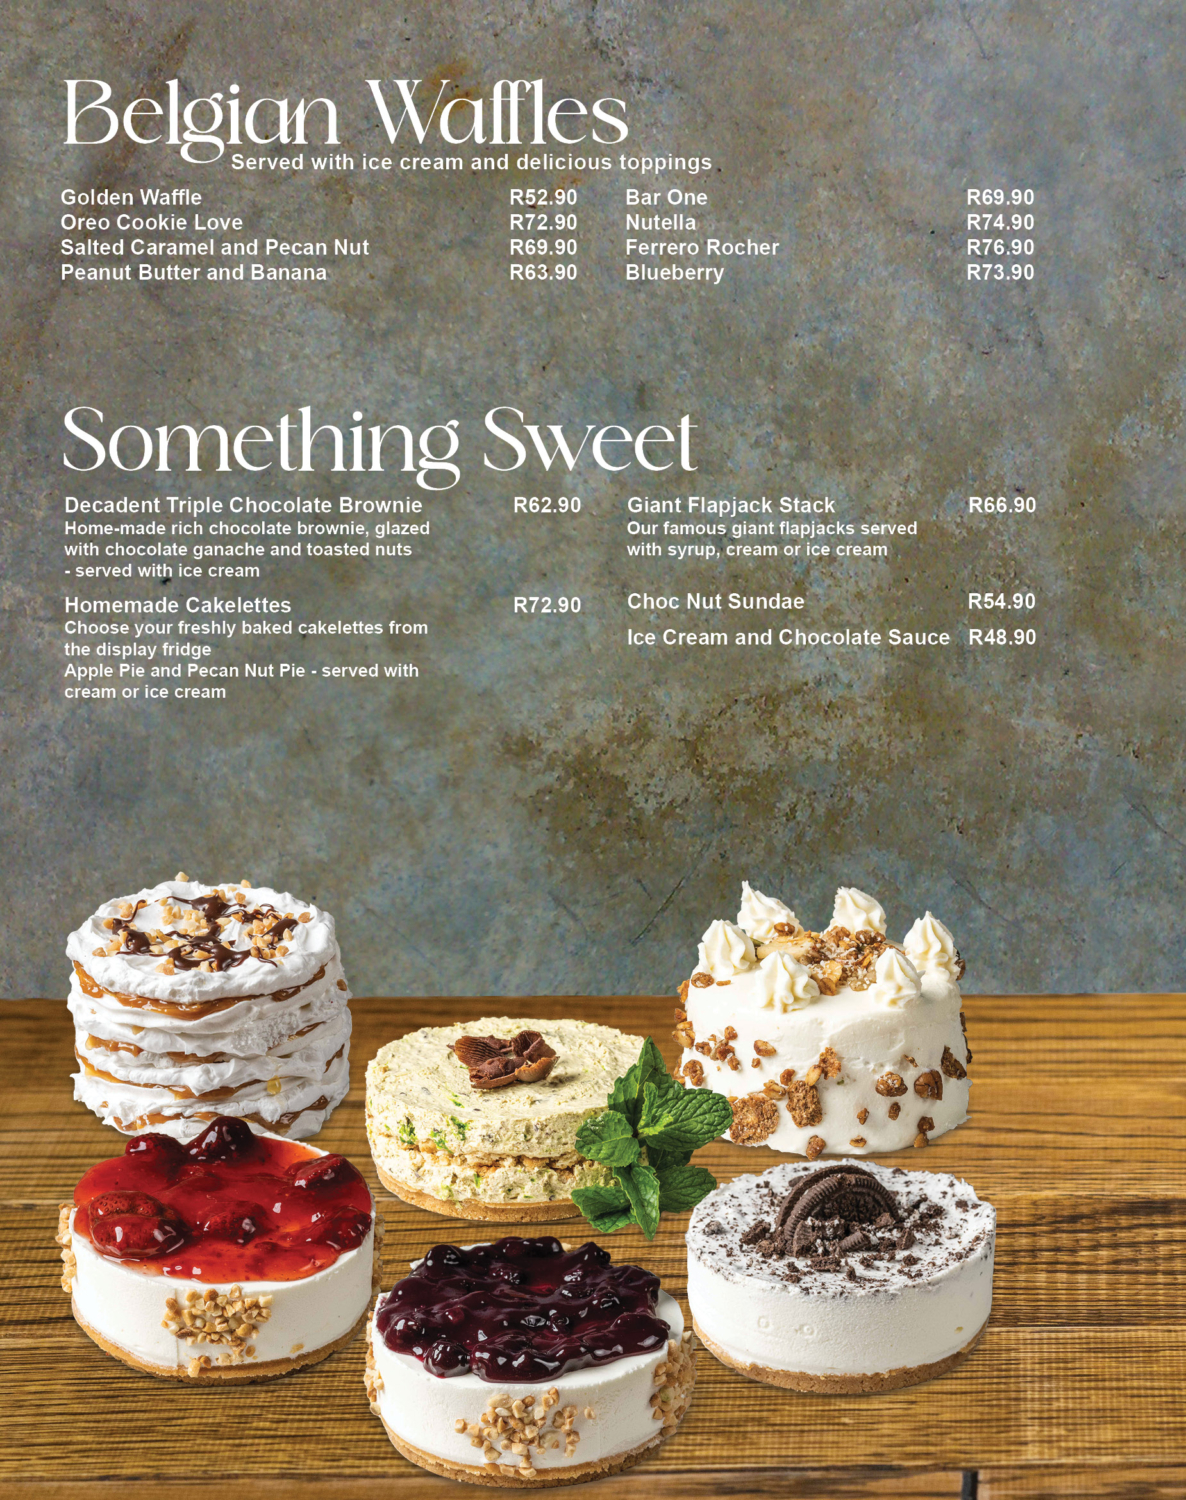 Belgian Waffles
Served with ice cream and delicious toppings
Golden Waffle R52.90
Oreo Cookie Love R72.90
Salted Caramel and Pecan Nut R69.90
Peanut Butter and Banana R63.90
Bar One R69.90
Nutella R74.90
Ferrero Rocher R76.90
Blueberry R73.90
Something Sweet
Decadent Triple Chocolate Brownie R62.90
Home-made rich chocolate brownie, glazed
with chocolate ganache and toasted nuts
- served with ice cream
Homemade Cakelettes R72.90
Choose your freshly baked cakelettes from
the display fridge
Apple Pie and Pecan Nut Pie - served with
cream or ice cream
Giant Flapjack Stack R66.90
Our famous giant flapjacks served
with syrup, cream or ice cream
Choc Nut Sundae R54.90
Ice Cream and Chocolate Sauce R48.90